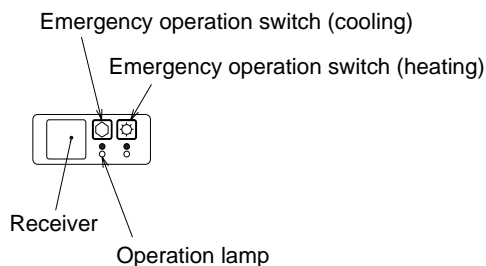 Emergency operation switch (cooling)
Emergency operation switch (heating)
Receiver
Operation lamp